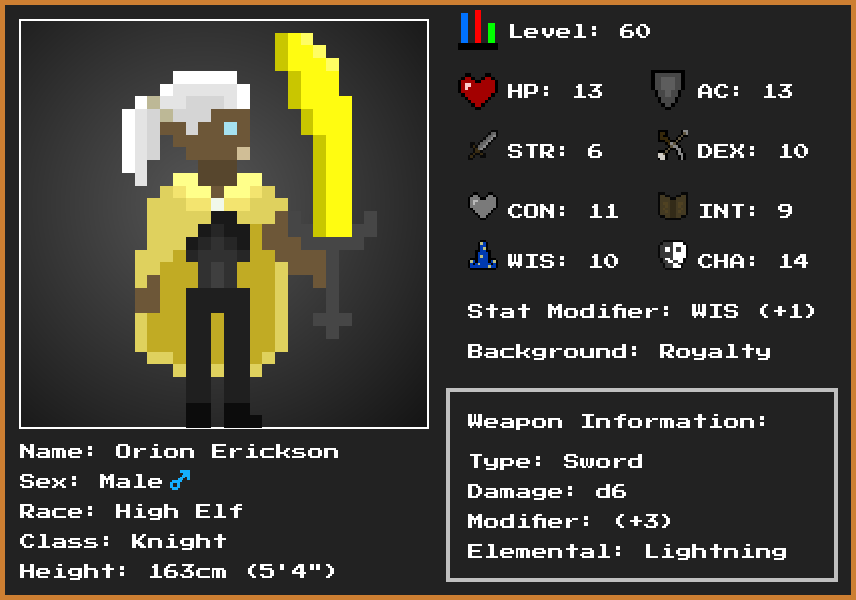 Level: 60
HP: 13
AC: 13
STR: 6
DEX: 10
CON: 11
INT: 9
WIS: 10
CHA: 14
Stat Modifier: WIS (+1)
Background: Royalty
Weapon Information:
Type: Sword
Damage: d6
Modifier: (+3)
Elemental: Lightning
Name: Orion Erickson
Sex: Male♂
Race: High Elf
Class: Knight
Height: 163cm (5'4")